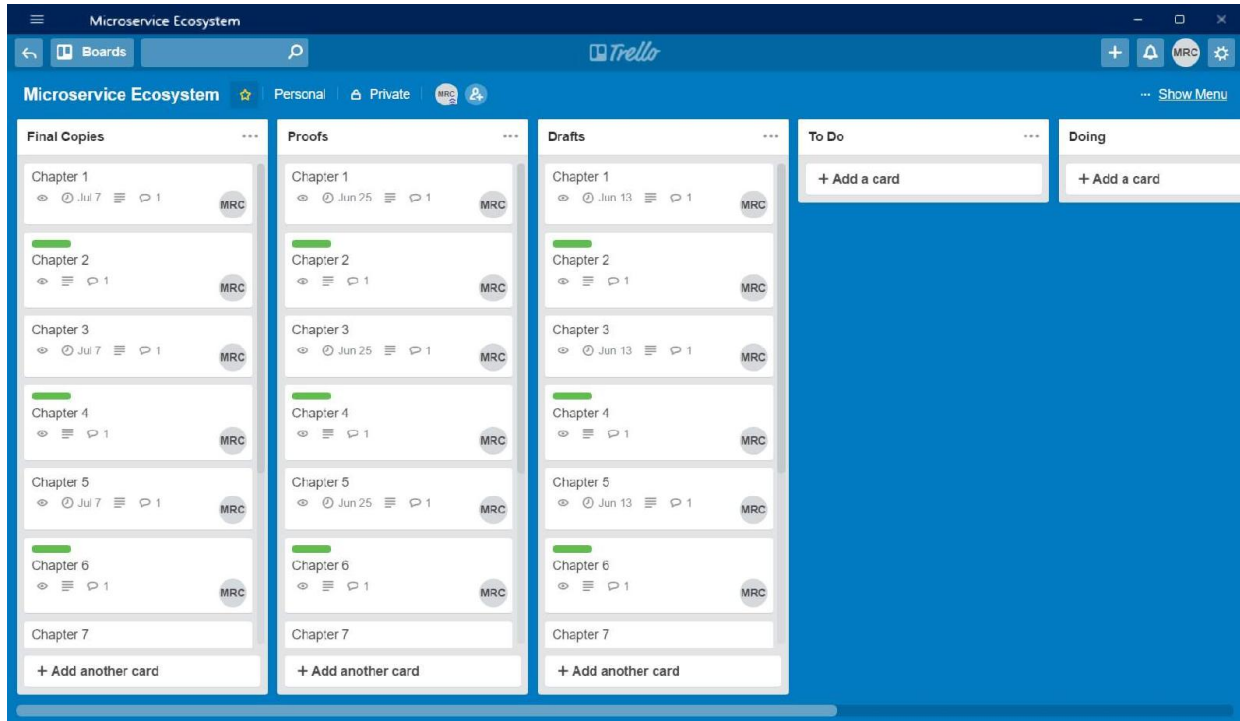 Microservice Ecosystem
Boards
Trello
MRC
Microservice Ecosystem
Personal
Private
MRC
... Show Menu
Final Copies
Chapter 1
Jul 7 1
MRC
Chapter 2
1
MRC
Chapter 3
Jul 7 1
MRC
Chapter 4
1
MRC
Chapter 5
Jul 7 1
MRC
Chapter 6
1
MRC
Chapter 7
+ Add another card
Proofs
Chapter 1
Jun 25 1
MRC
Chapter 2
1
MRC
Chapter 3
Jun 25 1
MRC
Chapter 4
1
MRC
Chapter 5
Jun 25 1
MRC
Chapter 6
1
MRC
Chapter 7
+ Add another card
Drafts
Chapter 1
Jun 13 1
MRC
Chapter 2
1
MRC
Chapter 3
Jun 13 1
MRC
Chapter 4
1
MRC
Chapter 5
Jun 13 1
MRC
Chapter 6
1
MRC
Chapter 7
+ Add another card
To Do
+ Add a card
Doing
+ Add a card